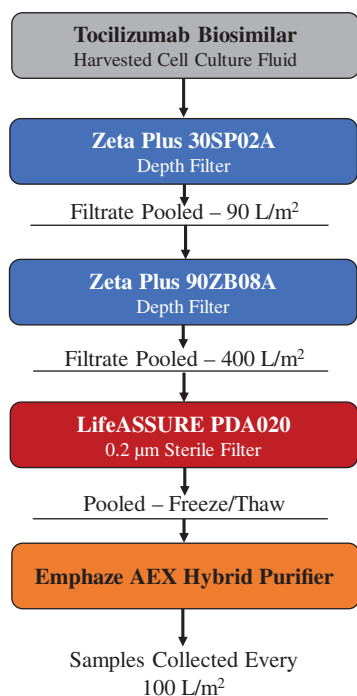 Tocilizumab Biosimilar
Harvested Cell Culture Fluid
Zeta Plus 30SP02A
Depth Filter
Filtrate Pooled – 90 L/m²
Zeta Plus 90ZB08A
Depth Filter
Filtrate Pooled – 400 L/m²
LifeASSURE PDA020
0.2 μm Sterile Filter
Pooled – Freeze/Thaw
Emphaze AEX Hybrid Purifier
Samples Collected Every
100 L/m²